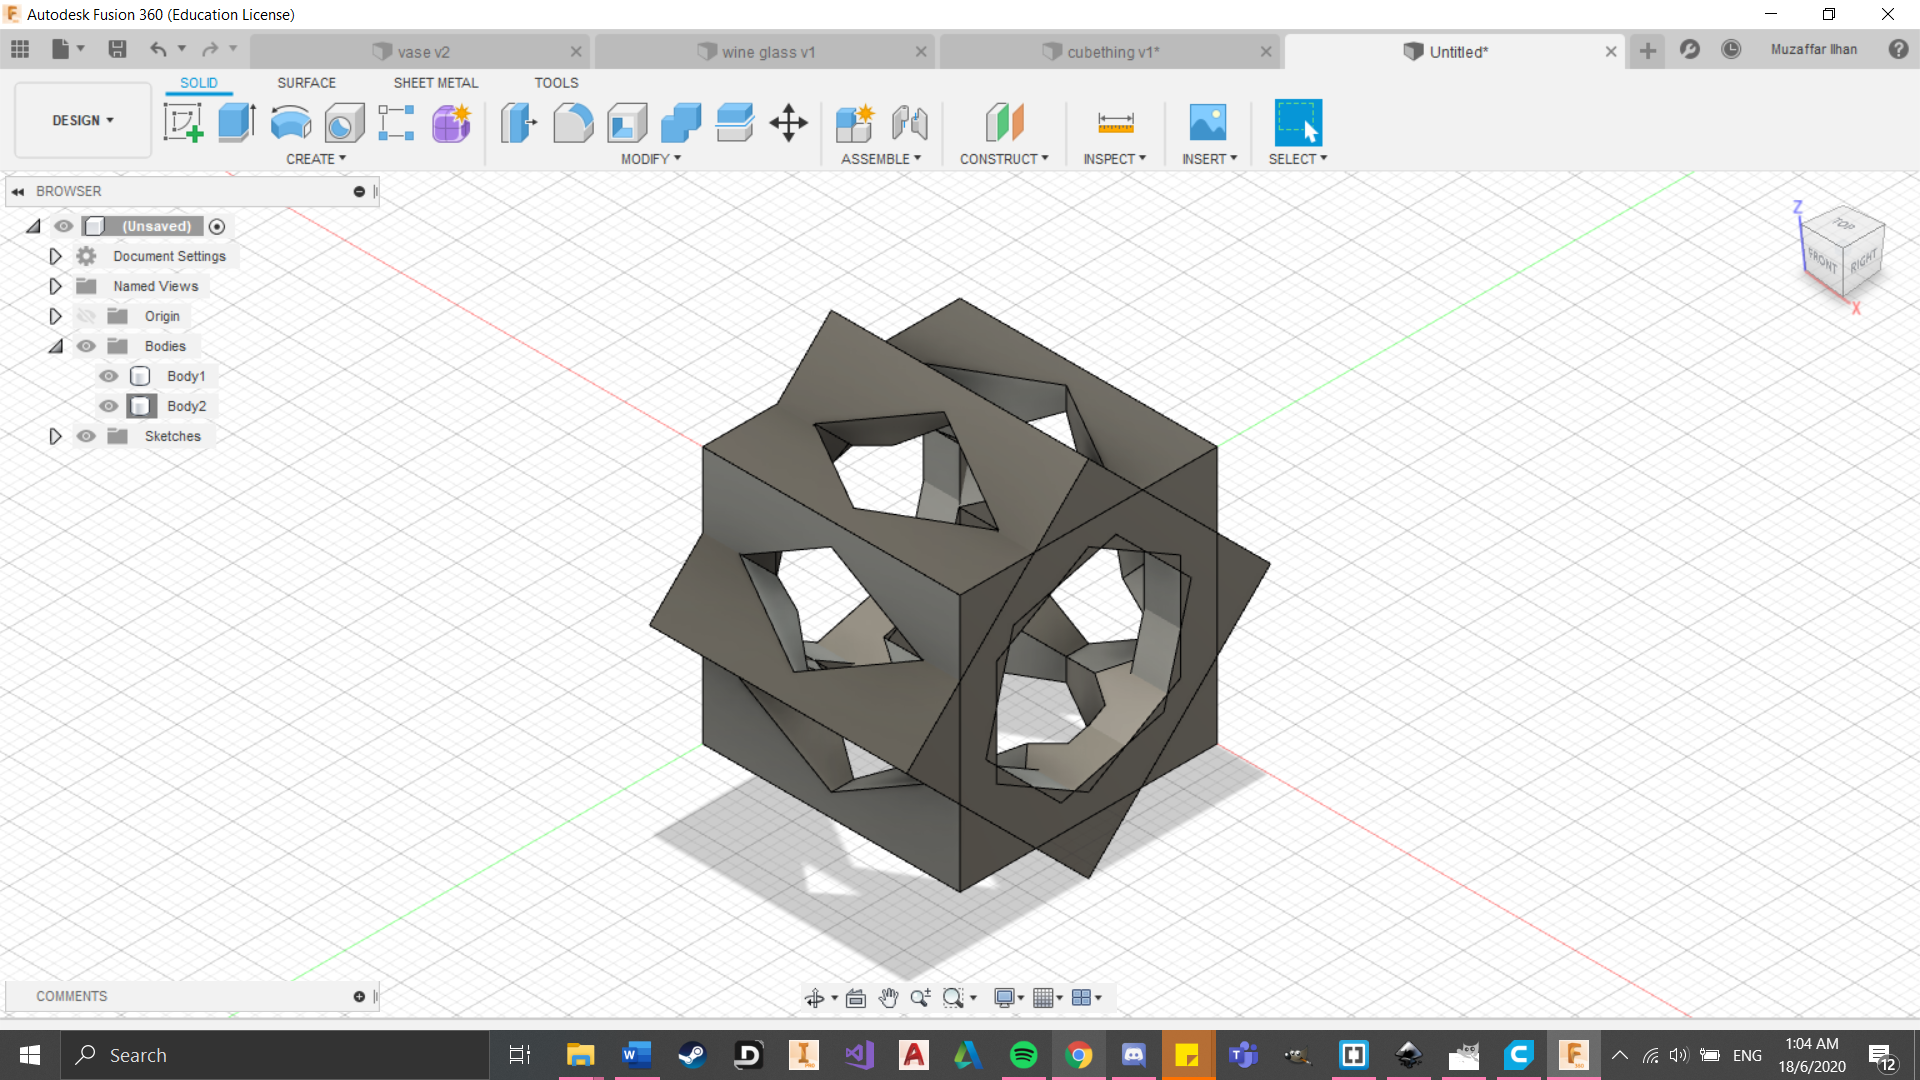 Autodesk Fusion 360 (Education License)
vase v2
wine glass v1
cubething v1*
Untitled*
Muzaffar Ilhan
SOLID
SURFACE
SHEET METAL
TOOLS
DESIGN
CREATE
MODIFY
ASSEMBLE
CONSTRUCT
INSPECT
INSERT
SELECT
BROWSER
(Unsaved)
Document Settings
Named Views
Origin
Bodies
Body1
Body2
Sketches
Z
TOP
FRONT
RIGHT
X
COMMENTS
Search
ENG
1:04 AM
18/6/2020
12